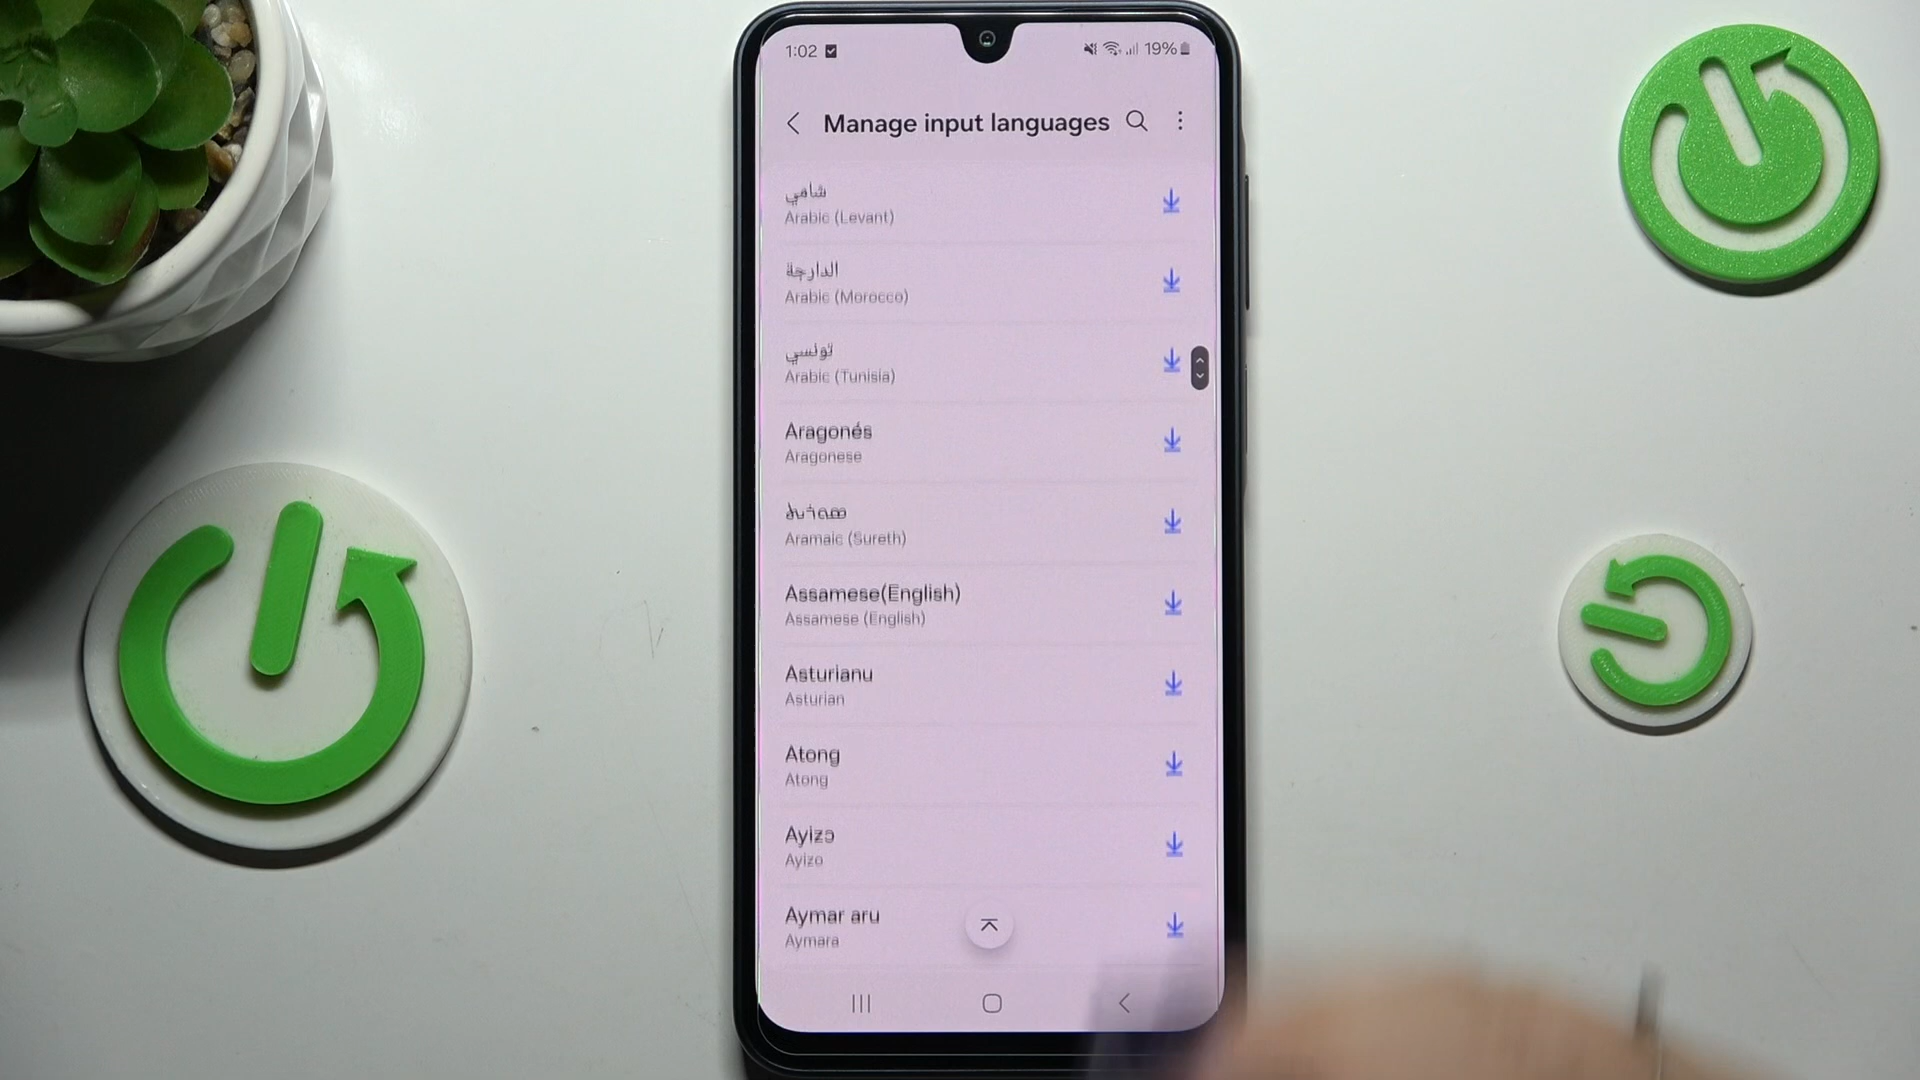 1:02 19%
Manage input languages
شامي
Arabic (Levant)
الدارجة
Arabic (Morocco)
تونسي
Arabic (Tunisia)
Aragonés
Aragonese
ܣܘܪܝܬ
Aramaic (Sureth)
Assamese(English)
Assamese (English)
Asturianu
Asturian
Atong
Atong
Ayizɔ
Ayizo
Aymar aru
Aymara